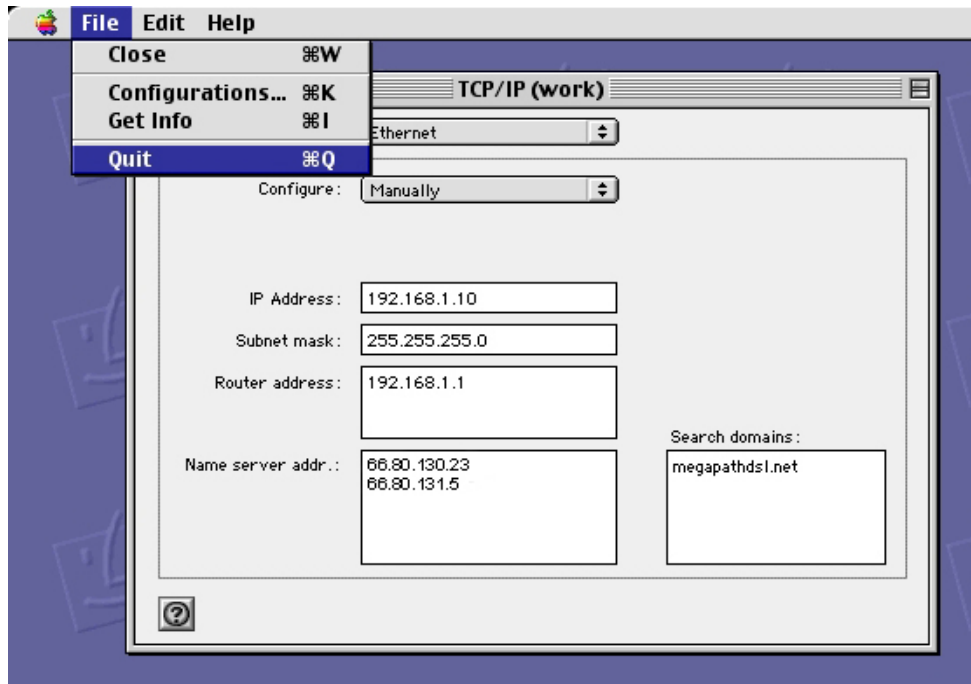 File Edit Help
Close ⌘W
Configurations... ⌘K
Get Info ⌘I
Quit ⌘Q
TCP/IP (work)
Ethernet
Configure: Manually
IP Address: 192.168.1.10
Subnet mask: 255.255.255.0
Router address: 192.168.1.1
Search domains:
Name server addr.: 66.80.130.23 megapathdsl.net
66.80.131.5